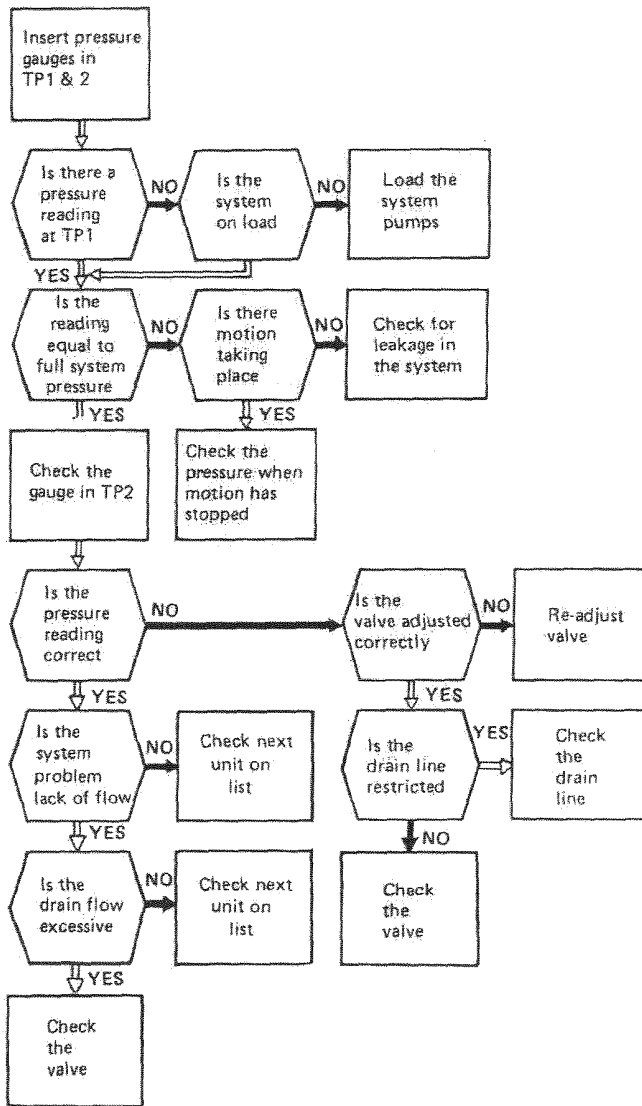 Insert pressure
gauges in
TP1 & 2
Is there a
pressure
reading
at TP1
NO
Is the
system
on load
NO
Load the
system
pumps
YES
Is the
reading
equal to
full system
pressure
NO
Is there
motion
taking
place
NO
Check for
leakage in
the system
YES
YES
Check the
gauge in TP2
Check the
pressure when
motion has
stopped
Is the
pressure
reading
correct
NO
Is the
valve adjusted
correctly
NO
Re-adjust
valve
YES
YES
Is the
system
problem
lack of flow
NO
Check next
unit on
list
Is the
drain line
restricted
YES
Check
the
drain
line
YES
NO
Is the
drain flow
excessive
NO
Check next
unit on
list
Check
the
valve
YES
Check
the
valve